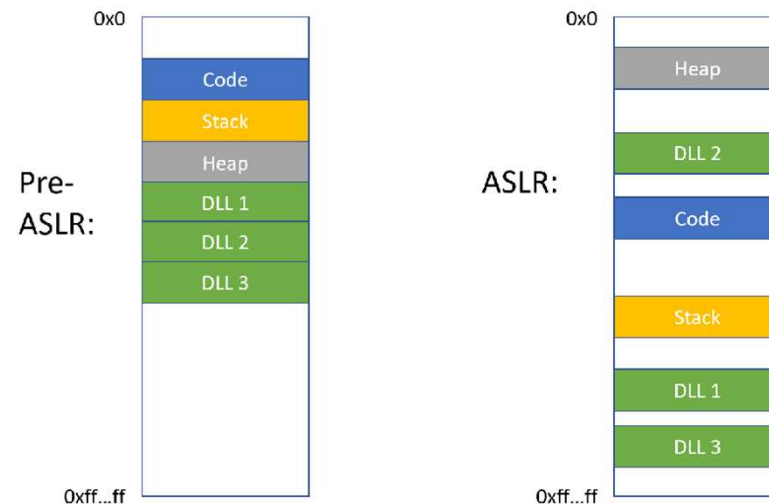 0x0
Code
Stack
Heap
DLL 1
DLL 2
DLL 3
Pre-
ASLR:
0xff...ff
0x0
Heap
DLL 2
Code
Stack
DLL 1
DLL 3
ASLR:
0xff...ff